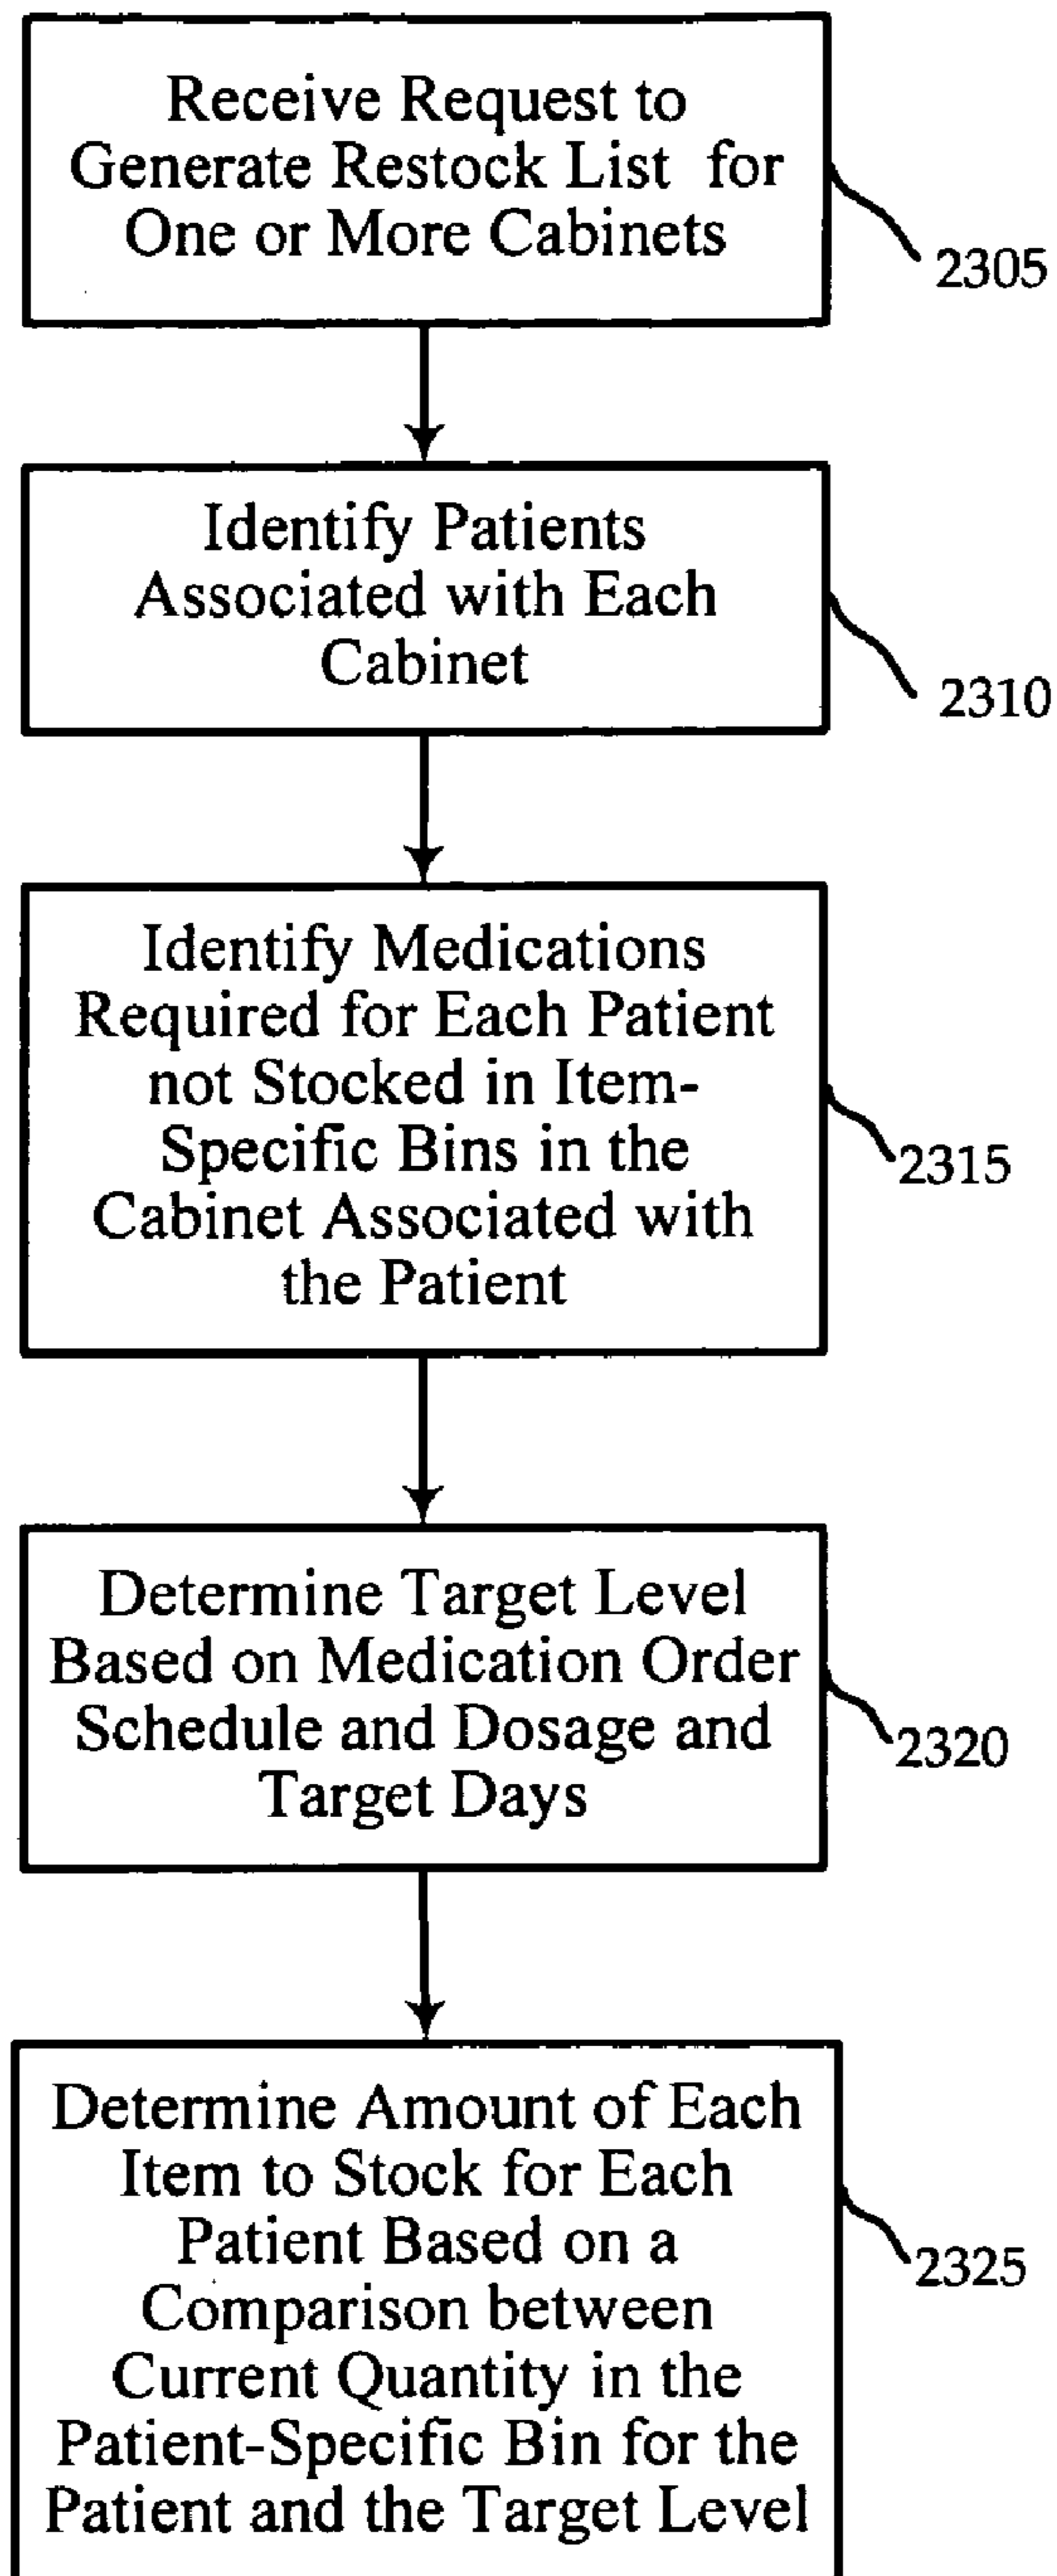 Receive Request to
Generate Restock List for
One or More Cabinets
2305
Identify Patients
Associated with Each
Cabinet
2310
Identify Medications
Required for Each Patient
not Stocked in Item-
Specific Bins in the
Cabinet Associated with
the Patient
2315
Determine Target Level
Based on Medication Order
Schedule and Dosage and
Target Days
2320
Determine Amount of Each
Item to Stock for Each
Patient Based on a
Comparison between
Current Quantity in the
Patient-Specific Bin for the
Patient and the Target Level
2325